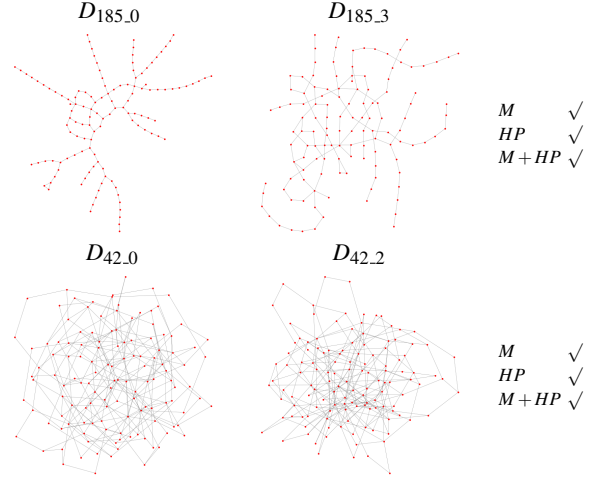 D185_0 D185_3
M √
HP √
M + HP √
D42_0 D42_2
M √
HP √
M + HP √